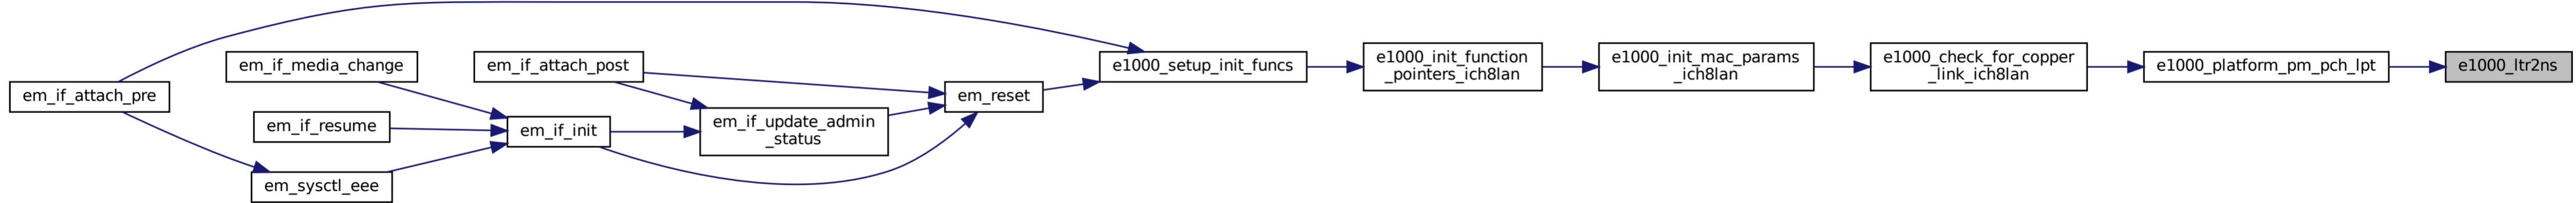 em_if_attach_pre
em_if_media_change
em_if_resume
em_sysctl_eee
em_if_attach_post
em_if_init
em_if_update_admin
_status
em_reset
e1000_setup_init_funcs
e1000_init_function
_pointers_ich8lan
e1000_init_mac_params
_ich8lan
e1000_check_for_copper
_link_ich8lan
e1000_platform_pm_pch_lpt
e1000_ltr2ns